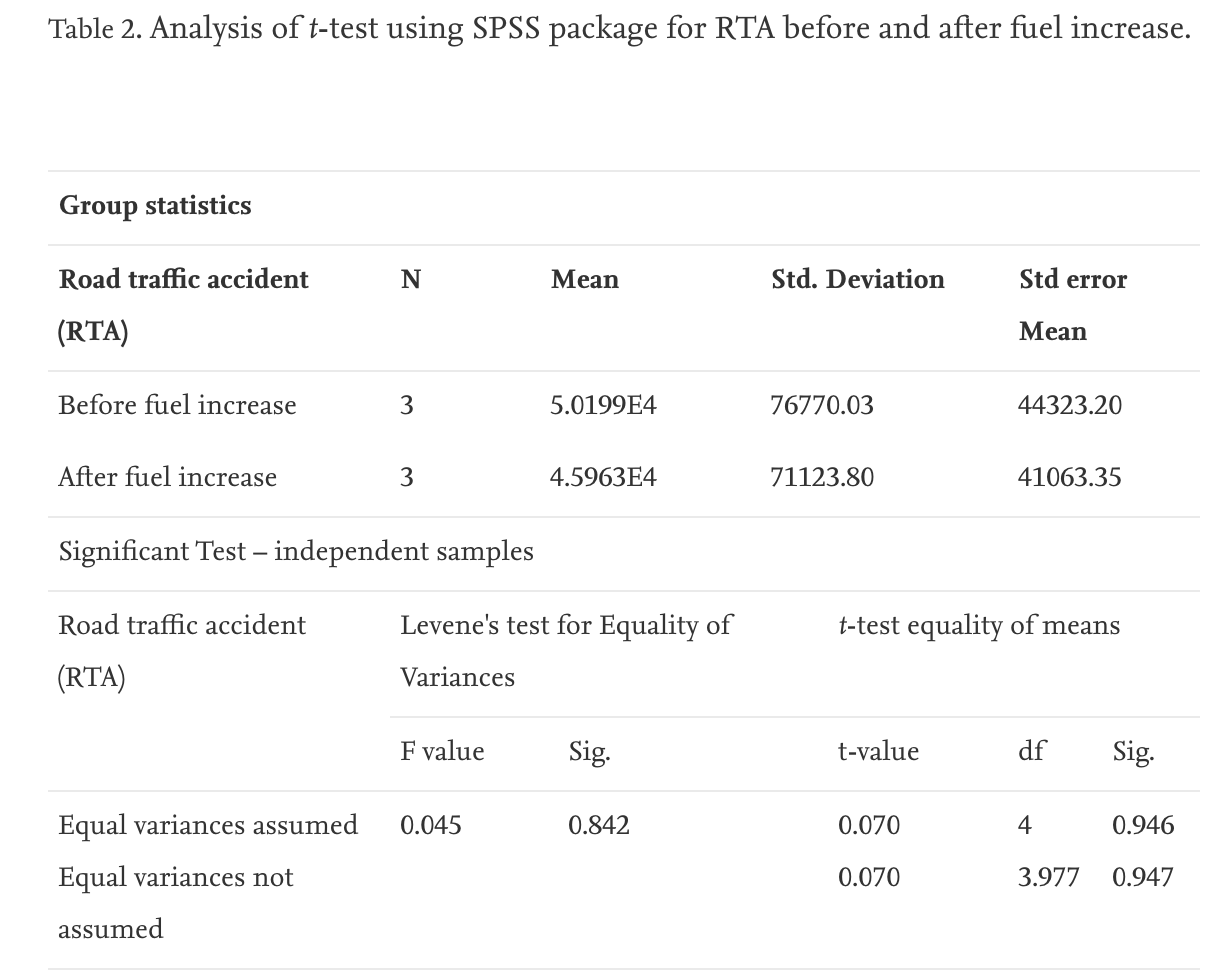 Table 2. Analysis of t-test using SPSS package for RTA before and after fuel increase.
Group statistics
Road traffic accident (RTA) N Mean Std. Deviation Std error Mean
Before fuel increase 3 5.0199E4 76770.03 44323.20
After fuel increase 3 4.5963E4 71123.80 41063.35
Significant Test – independent samples
Road traffic accident (RTA) Levene's test for Equality of Variances t-test equality of means
F value Sig. t-value df Sig.
Equal variances assumed 0.045 0.842 0.070 4 0.946
Equal variances not assumed 0.070 3.977 0.947